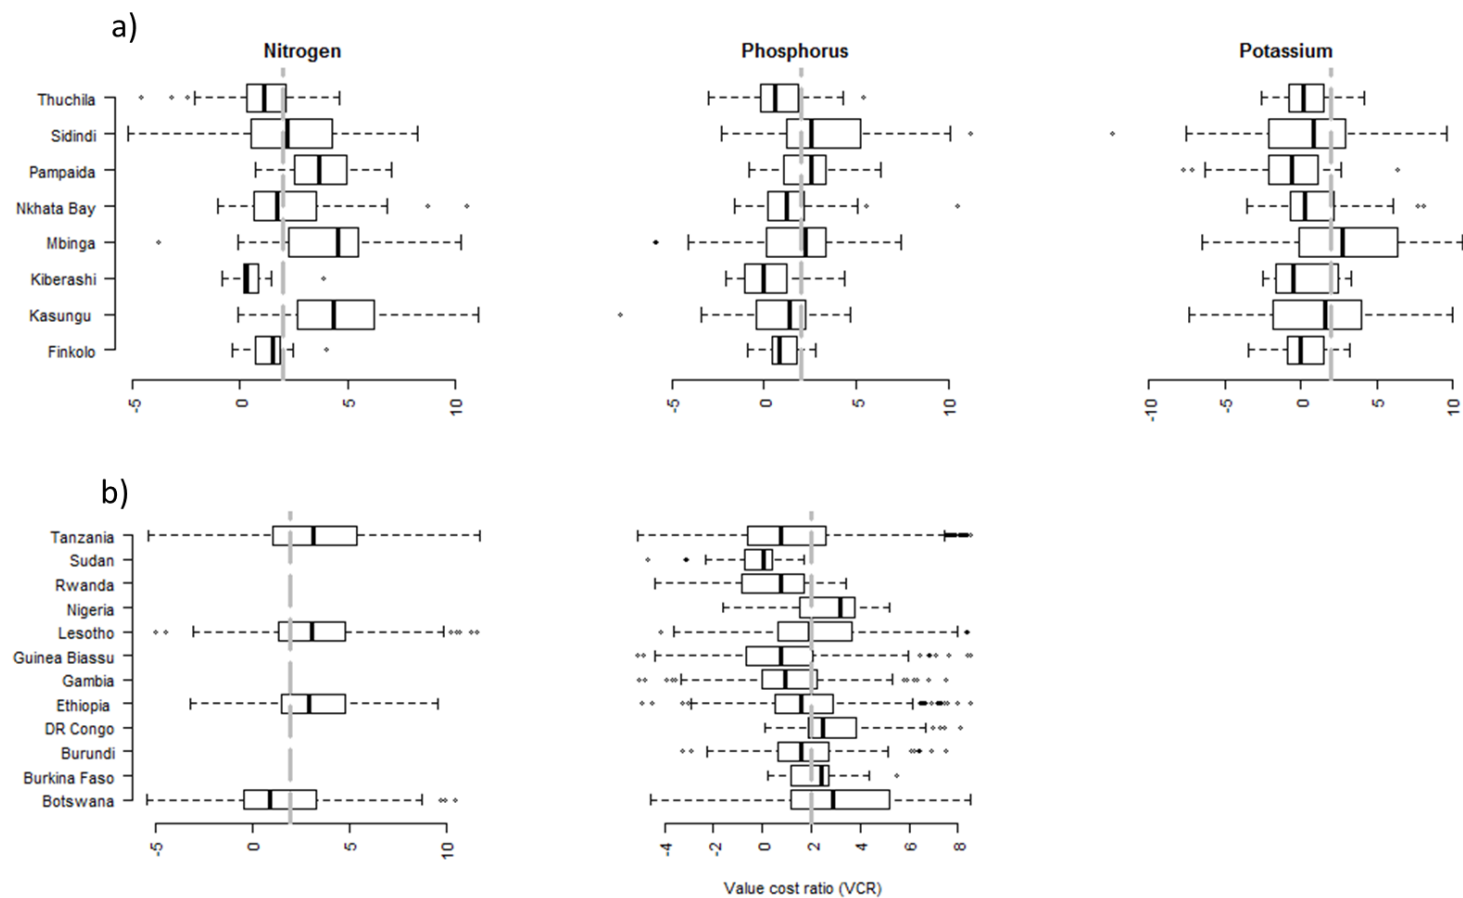 a)
Nitrogen Phosphorus Potassium
Thuchila
Sidindi
Pampaida
Nkhata Bay
Mbinga
Kiberashi
Kasungu
Finkolo
-5 0 5 10 -5 0 5 10 -10 -5 0 5 10
b)
Tanzania
Sudan
Rwanda
Nigeria
Lesotho
Guinea Biassu
Gambia
Ethiopia
DR Congo
Burundi
Burkina Faso
Botswana
-5 0 5 10 -4 -2 0 2 4 6 8
Value cost ratio (VCR)